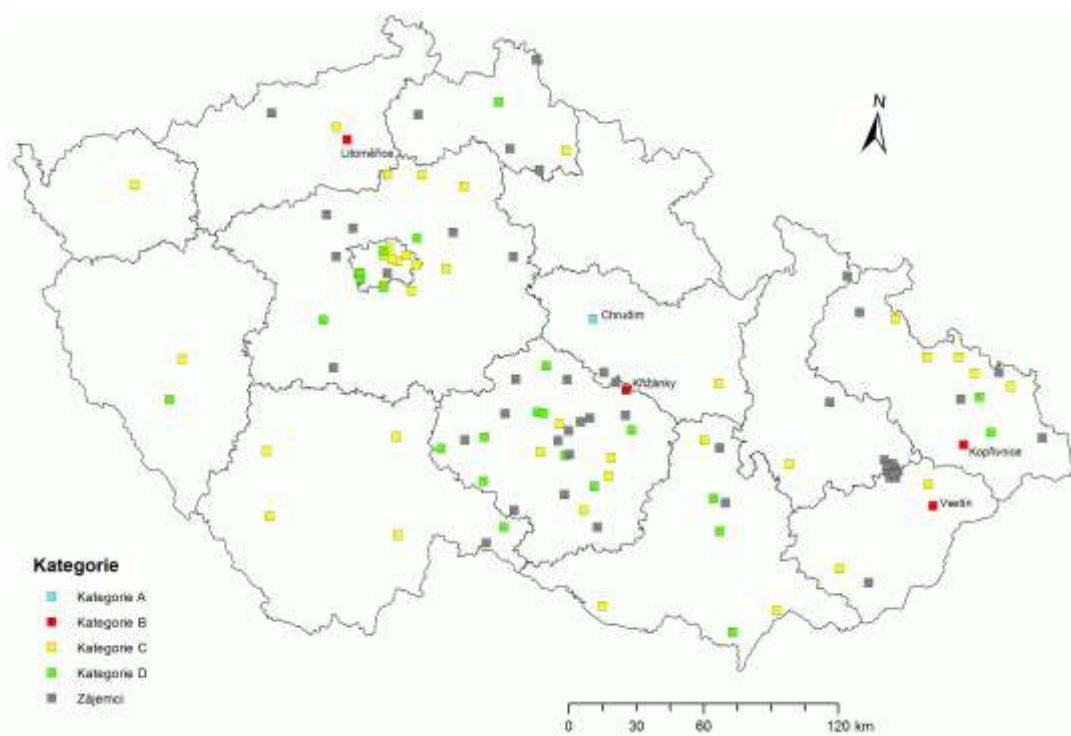 N
Litoměřice
Chrudim
Křižánky
Kopřivnice
Vsetín
Kategorie
Kategorie A
Kategorie B
Kategorie C
Kategorie D
Zájemci
0 30 60 120 km